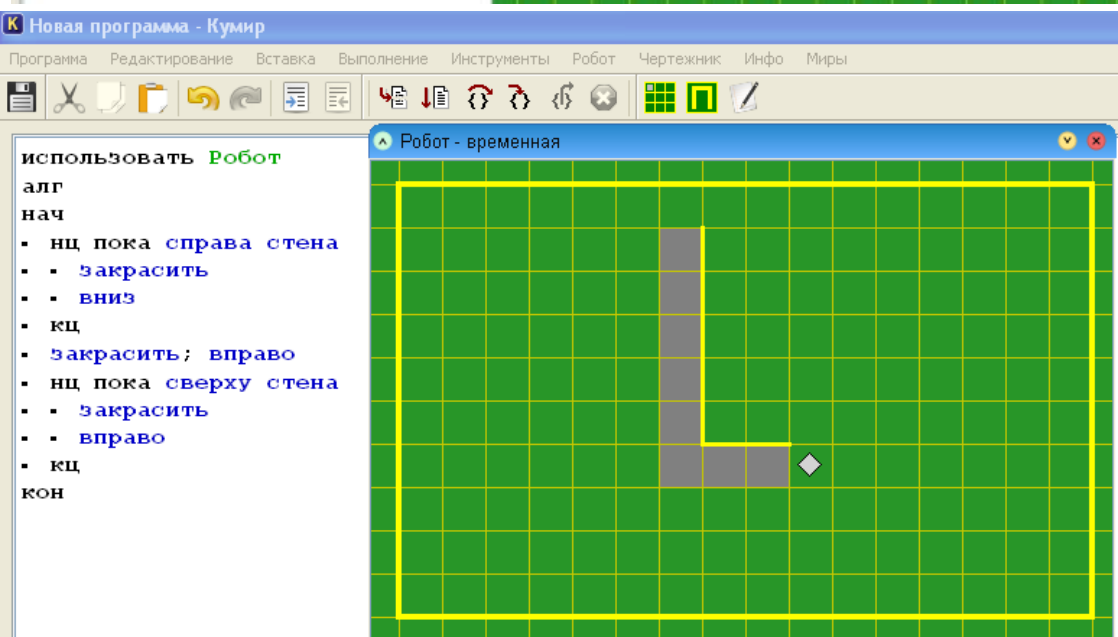 Новая программа - Кумир
Программа Редактирование Вставка Выполнение Инструменты Робот Чертежник Инфо Миры
Робот - временная
использовать Робот
алг
нач
нц пока справа стена
закрасить
вниз
кц
закрасить; вправо
нц пока сверху стена
закрасить
вправо
кц
кон